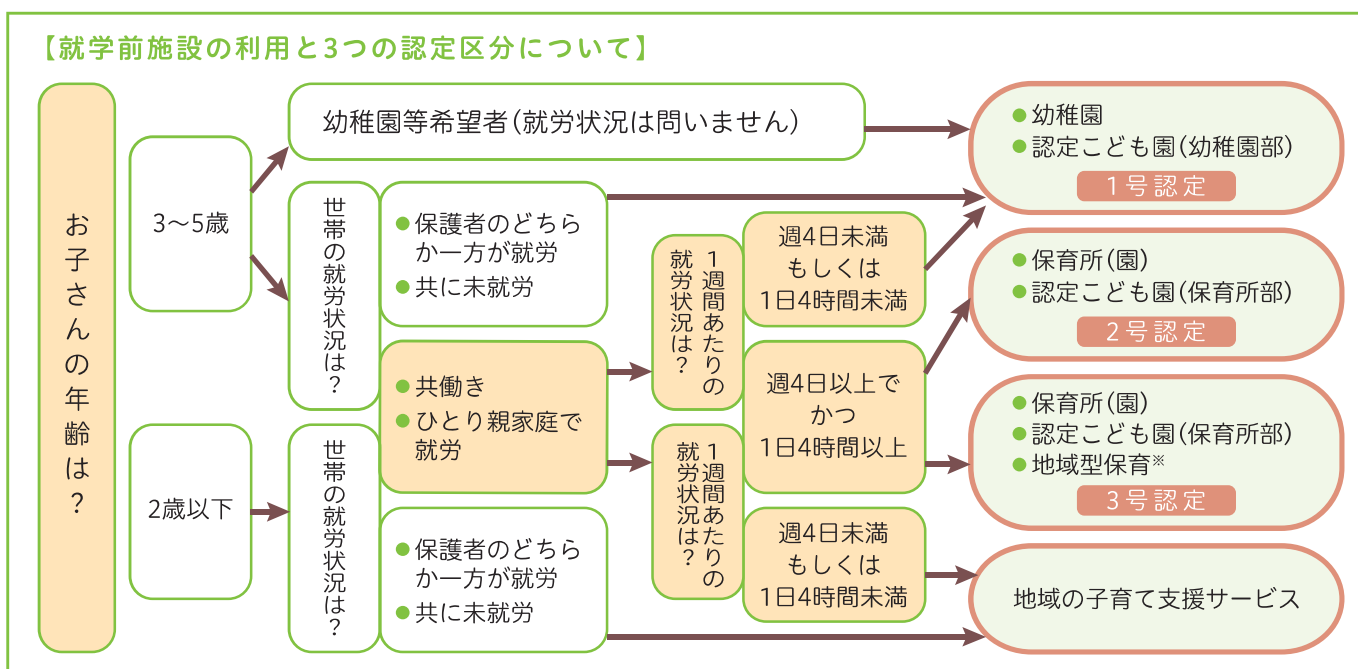 【就学前施設の利用と3つの認定区分について】
お子さんの年齢は？
3～5歳
2歳以下
幼稚園等希望者(就労状況は問いません)
世帯の就労状況は？
●保護者のどちら
か一方が就労
●共に未就労
●共働き
●ひとり親家庭で
就労
世帯の就労状況は？
●保護者のどちら
か一方が就労
●共に未就労
1週間あたりの
就労状況は？
週4日未満
もしくは
1日4時間未満
週4日以上で
かつ
1日4時間以上
1週間あたりの
就労状況は？
週4日未満
もしくは
1日4時間未満
●幼稚園
●認定こども園(幼稚園部)
1号認定
●保育所(園)
●認定こども園(保育所部)
2号認定
●保育所(園)
●認定こども園(保育所部)
●地域型保育※
3号認定
地域の子育て支援サービス